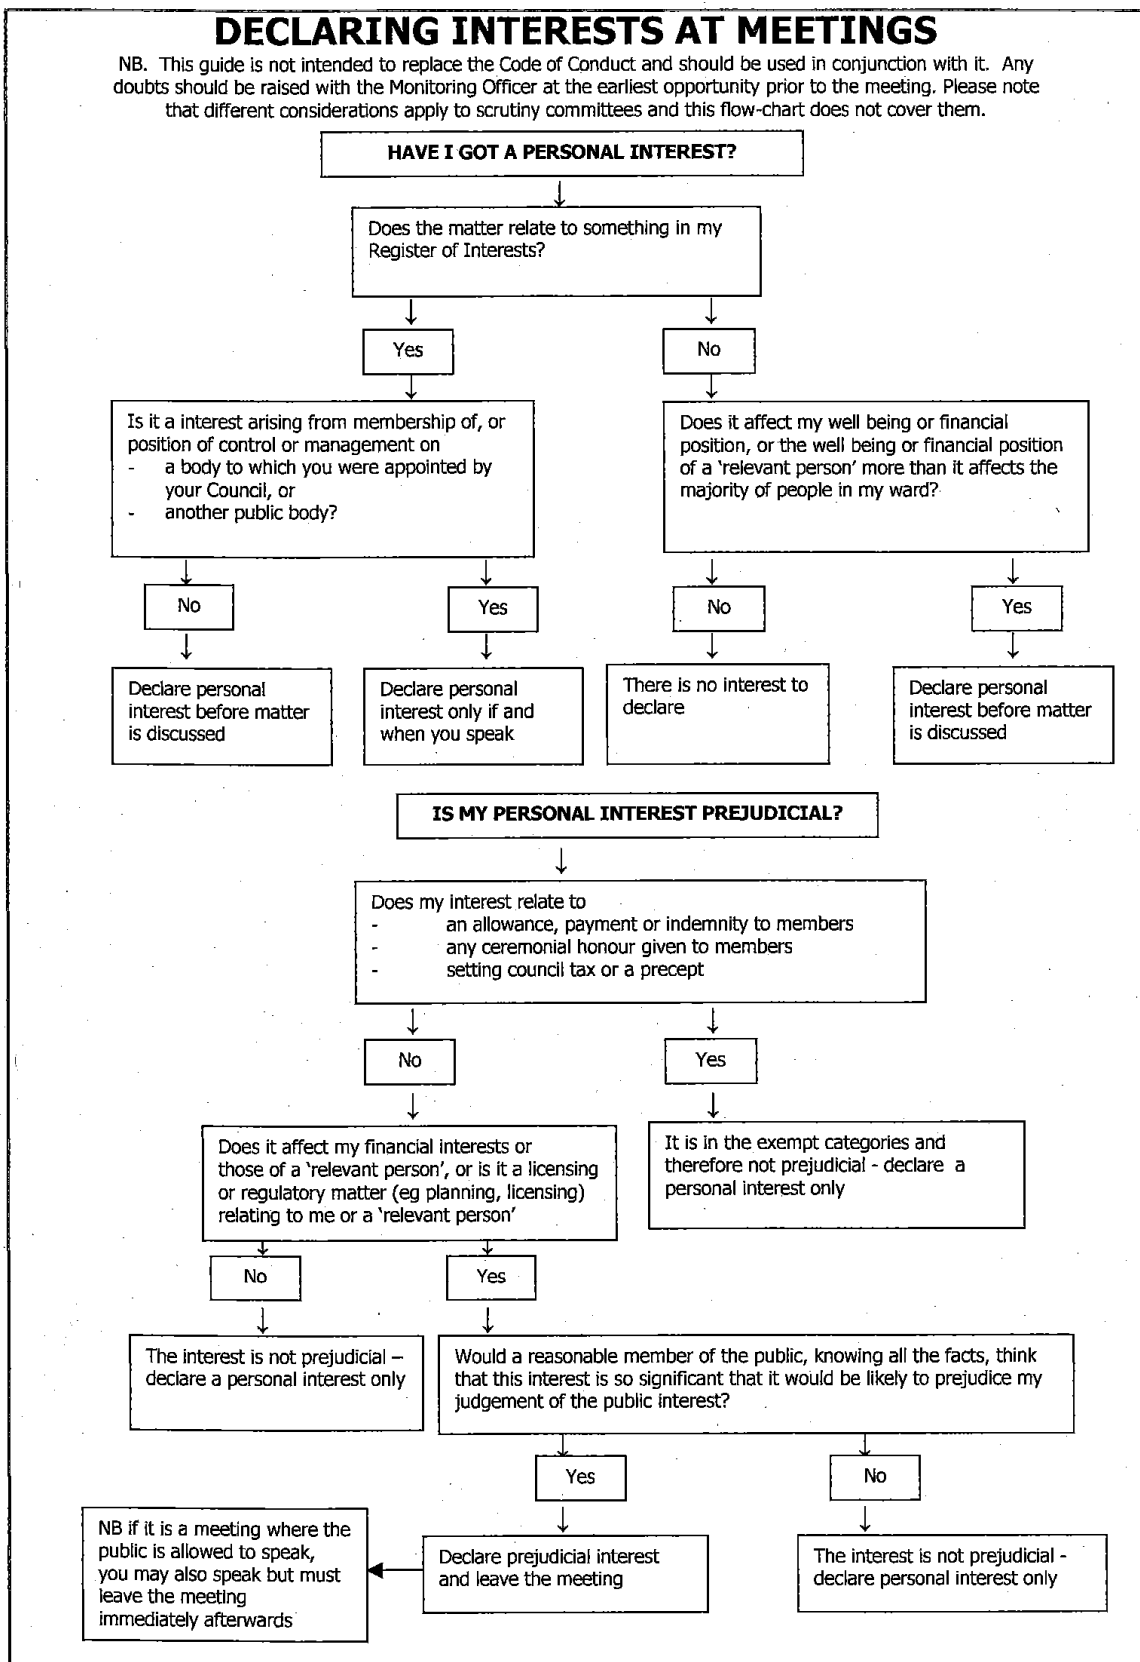 DECLARING INTERESTS AT MEETINGS
NB. This guide is not intended to replace the Code of Conduct and should be used in conjunction with it. Any
doubts should be raised with the Monitoring Officer at the earliest opportunity prior to the meeting. Please note
that different considerations apply to scrutiny committees and this flow-chart does not cover them.
HAVE I GOT A PERSONAL INTEREST?
Does the matter relate to something in my
Register of Interests?
Yes
No
Is it a interest arising from membership of, or
position of control or management on
- a body to which you were appointed by
your Council, or
- another public body?
Does it affect my well being or financial
position, or the well being or financial position
of a 'relevant person' more than it affects the
majority of people in my ward?
No
Yes
No
Yes
Declare personal
interest before matter
is discussed
Declare personal
interest only if and
when you speak
There is no interest to
declare
Declare personal
interest before matter
is discussed
IS MY PERSONAL INTEREST PREJUDICIAL?
Does my interest relate to
- an allowance, payment or indemnity to members
- any ceremonial honour given to members
- setting council tax or a precept
No
Yes
Does it affect my financial interests or
those of a 'relevant person', or is it a licensing
or regulatory matter (eg planning, licensing)
relating to me or a 'relevant person'
It is in the exempt categories and
therefore not prejudicial - declare a
personal interest only
No
Yes
The interest is not prejudicial –
declare a personal interest only
Would a reasonable member of the public, knowing all the facts, think
that this interest is so significant that it would be likely to prejudice my
judgement of the public interest?
Yes
No
NB if it is a meeting where the
public is allowed to speak,
you may also speak but must
leave the meeting
immediately afterwards
Declare prejudicial interest
and leave the meeting
The interest is not prejudicial -
declare personal interest only